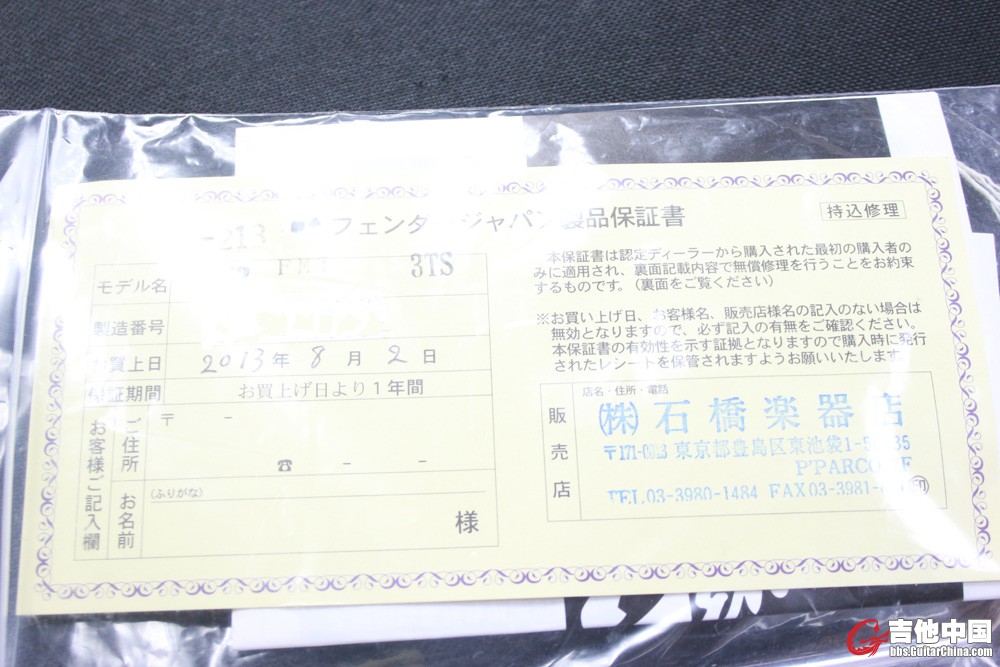 フェンダージャパン製品保証書
持込修理
3TS
モデル名
製造番号
お買上日 2013年 8月 2日
保証期間 お買上げ日より1年間
お客様ご記入欄
ご住所
〒 -
☎ - -
お名前
(ふりがな)
様
本保証書は認定ディーラーから購入された最初の購入者の
みに適用され、裏面記載内容で無償修理を行うことをお約束
するものです。(裏面をご覧ください)
※お買い上げ日、お客様名、販売店様名の記入のない場合は
無効となりますので、必ず記入の有無をご確認ください。
本保証書の有効性を示す証拠となりますので購入時に発行
されたレシートを保管されますようお願いいたします。
販売店
店名・住所・電話
㈱石橋楽器店
東京都豊島区東池袋
TEL.03-3980-1484
印
吉他中国
bbs.GuitarChina.com